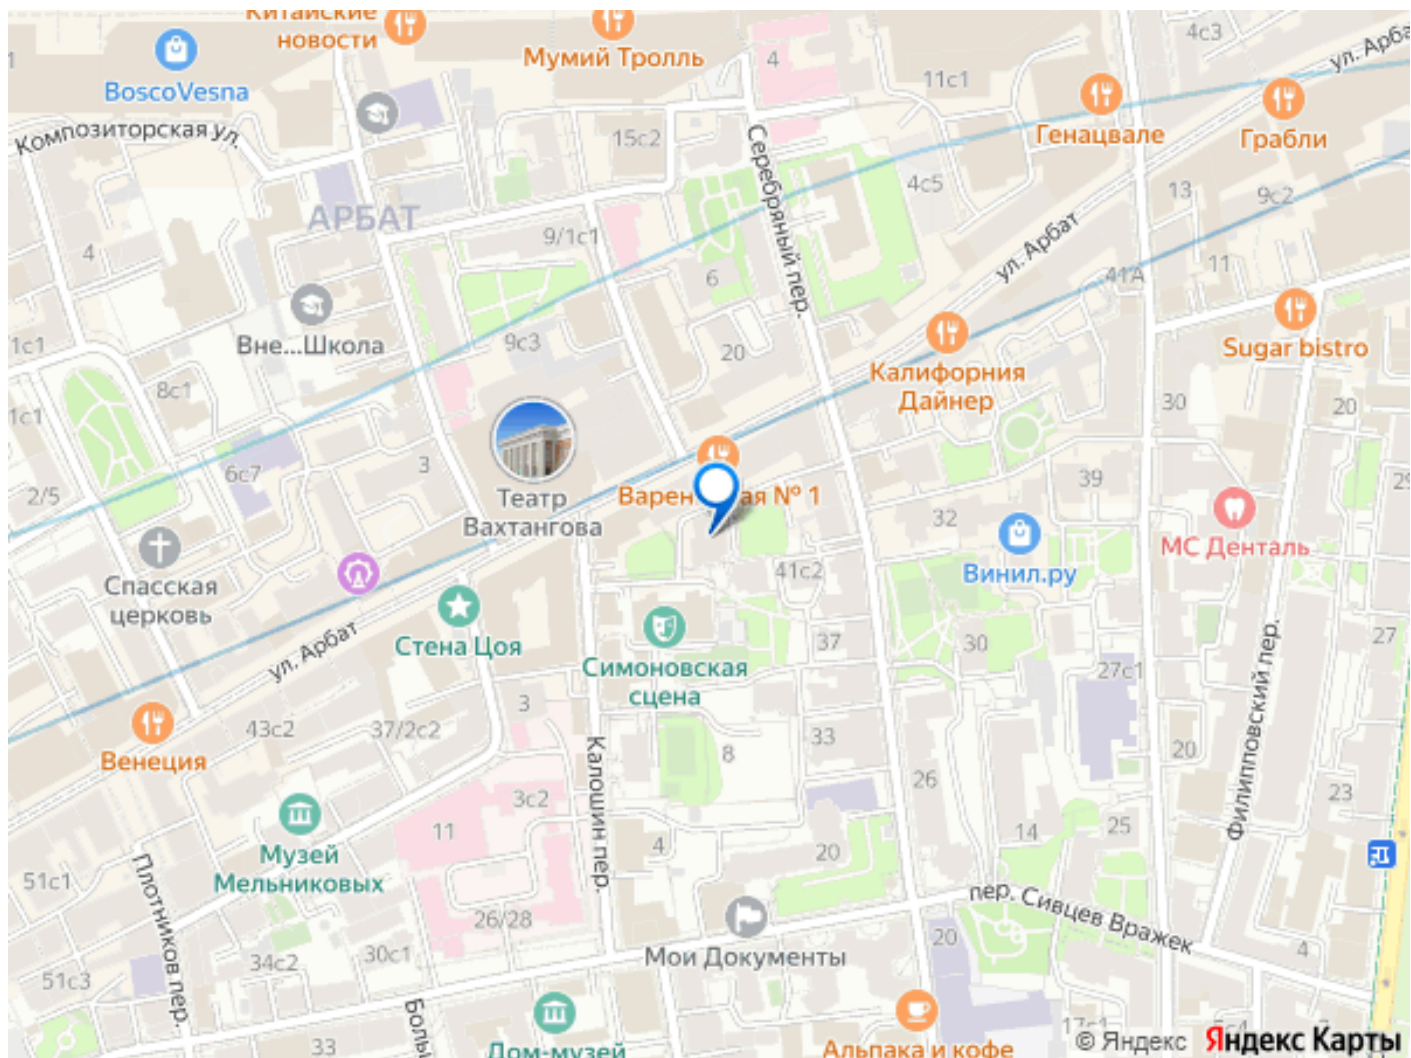 Китайские
новости
Мумий Тролль
4
4с3
ул. Арба
1
BoscoVesna
11с1
Генацвале
Грабли
Композиторская ул.
15с2
Серебряный пер.
АРБАТ
4с5
13
9с2
9/1с1
ул. Арбат
4
6
41А
11
Вне...Школа
1с1
9с3
20
Sugar bistro
Калифорния
Дайнер
8с1
1с1
30
20
3
6с7
2/5
Театр
Вахтангова
Варен
ая № 1
39
29
32
МС Денталь
Винил.ру
Спасская
церковь
41с2
ул. Арбат
Стена Цоя
Симоновская
сцена
37
30
27
27с1
Филипповский пер.
3
43с2
37/2с2
Венеция
Калошин пер.
8
33
20
26
23
3с2
11
14
25
Музей
Мельниковых
4
20
51с1
Плотников пер.
26/28
пер. Сивцев Вражек
Мои Документы
20
4
30с1
34с2
51с3
Болы
33
Дом-музей
Альпака и кофе
17с1
© Яндекс Яндекс Карты